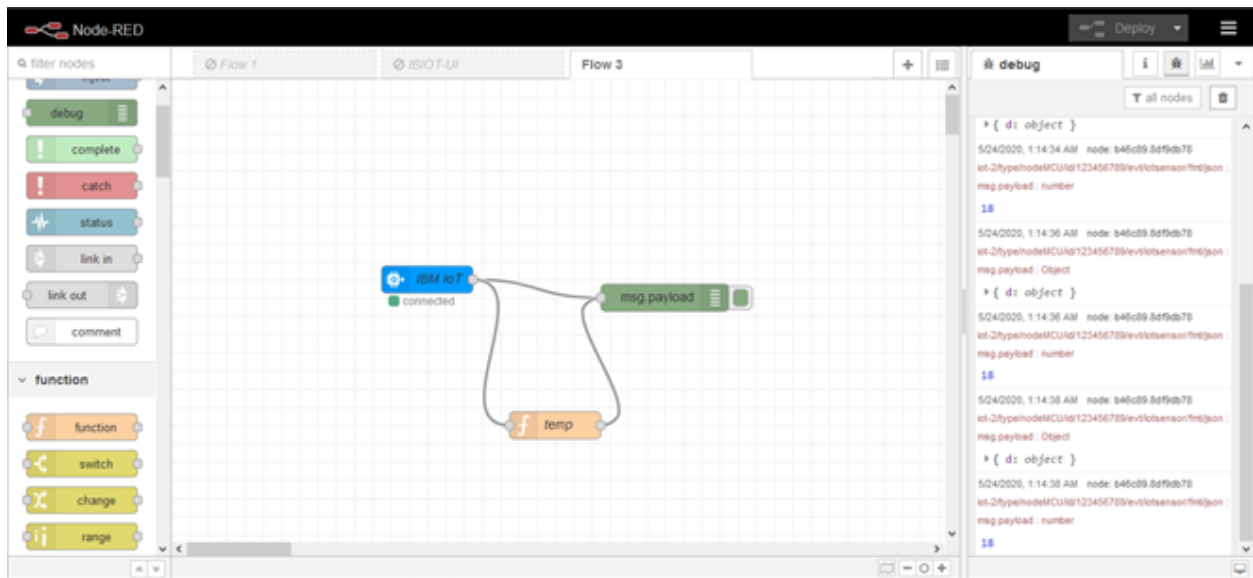 Node-RED
Deploy
filter nodes
Flow 1
IBIOT-UI
Flow 3
debug
i
all nodes
debug
complete
catch
status
link in
link out
comment
function
function
switch
change
range
IBM IoT
connected
msg.payload
temp
{ d: object }
5/24/2020, 1:14:34 AM node: b46c89.8df9db78
iot-2/type/nodeMCU/id/123456789/evt/iotsensor/fmt/json :
msg.payload : number
18
5/24/2020, 1:14:36 AM node: b46c89.8df9db78
iot-2/type/nodeMCU/id/123456789/evt/iotsensor/fmt/json :
msg.payload : Object
{ d: object }
5/24/2020, 1:14:36 AM node: b46c89.8df9db78
iot-2/type/nodeMCU/id/123456789/evt/iotsensor/fmt/json :
msg.payload : number
18
5/24/2020, 1:14:38 AM node: b46c89.8df9db78
iot-2/type/nodeMCU/id/123456789/evt/iotsensor/fmt/json :
msg.payload : Object
{ d: object }
5/24/2020, 1:14:38 AM node: b46c89.8df9db78
iot-2/type/nodeMCU/id/123456789/evt/iotsensor/fmt/json :
msg.payload : number
18